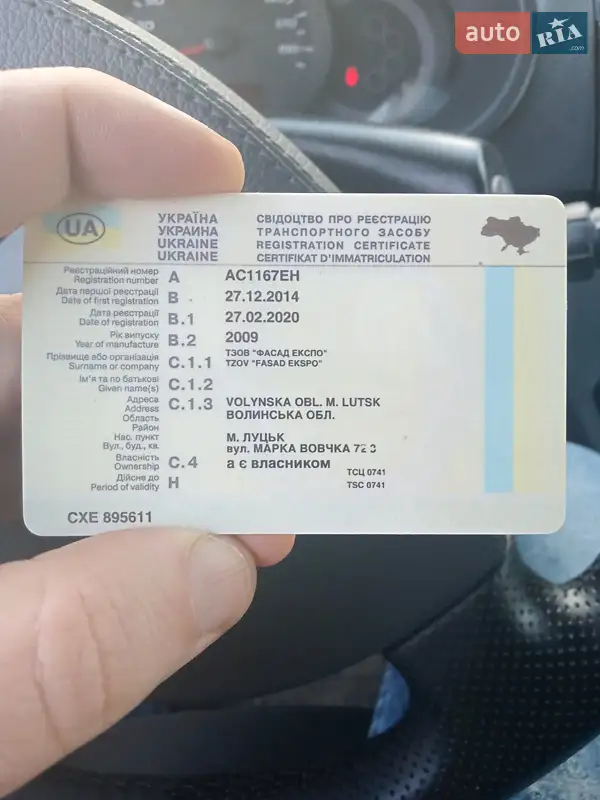 auto RIA .com
UA
УКРАЇНА
УКРАИНА
UKRAINE
UKRAINE
СВІДОЦТВО ПРО РЕЄСТРАЦІЮ
ТРАНСПОРТНОГО ЗАСОБУ
REGISTRATION CERTIFICATE
CERTIFIKAT D'IMMATRICULATION
Реєстраційний номер
Registration number A AC1167EH
Дата першої реєстрації
Date of first registration B 27.12.2014
Дата реєстрації
Date of registration B.1 27.02.2020
Рік випуску
Year of manufacture B.2 2009
Прізвище або організація
Surname or company C.1.1 ТЗОВ "ФАСАД ЕКСПО"
TZOV "FASAD EKSPO"
Ім'я та по батькові
Given name(s) C.1.2
Адреса
Address C.1.3 VOLYNSKA OBL. M. LUTSK
Область ВОЛИНСЬКА ОБЛ.
Район
Нас. пункт М. ЛУЦЬК
Вул., буд., кв. вул. МАРКА ВОВЧКА
Власність
Ownership C.4 а є власником
ТСЦ 0741
Дійсне до
Period of validity H TSC 0741
CXE 895611